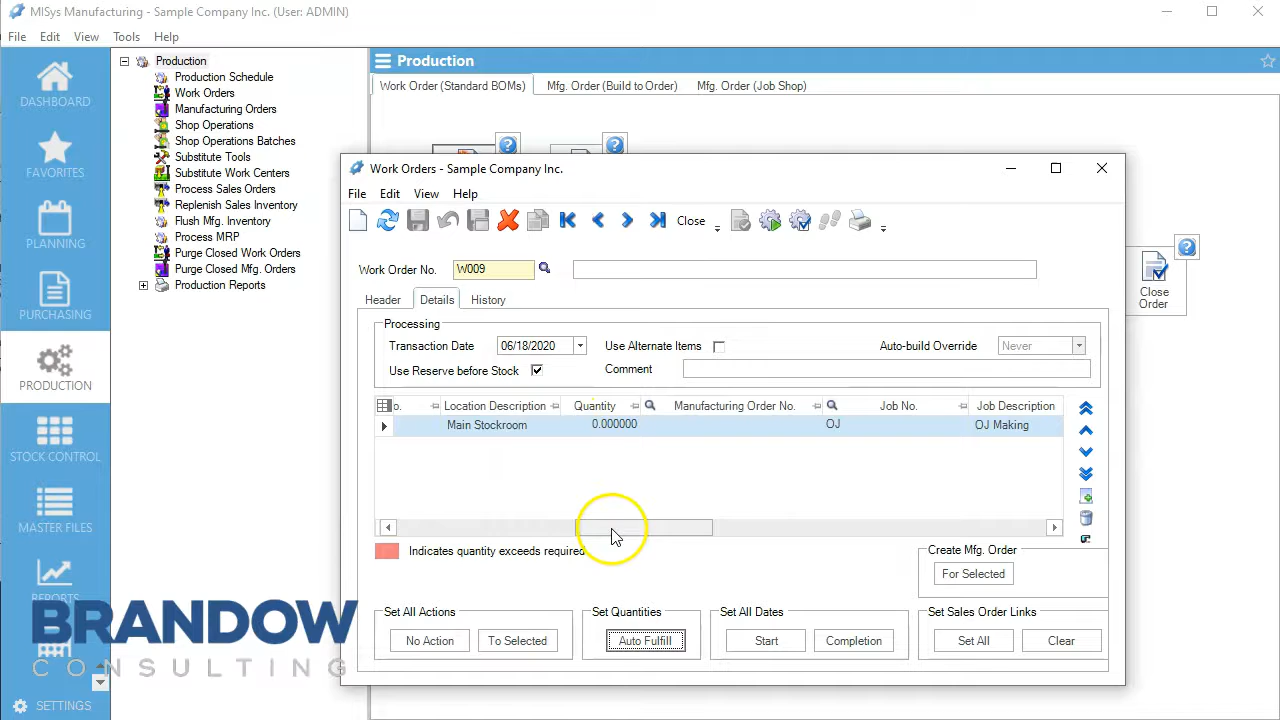 MISys Manufacturing - Sample Company Inc. (User: ADMIN)
File Edit View Tools Help
DASHBOARD
FAVORITES
PLANNING
PURCHASING
PRODUCTION
STOCK CONTROL
MASTER FILES
REPORTS
SETTINGS
Production
Production Schedule
Work Orders
Manufacturing Orders
Shop Operations
Shop Operations Batches
Substitute Tools
Substitute Work Centers
Process Sales Orders
Replenish Sales Inventory
Flush Mfg. Inventory
Process MRP
Purge Closed Work Orders
Purge Closed Mfg. Orders
Production Reports
Production
Work Order (Standard BOMs) Mfg. Order (Build to Order) Mfg. Order (Job Shop)
Close
Order
Work Orders - Sample Company Inc.
File Edit View Help
Close
Work Order No. W009
Header Details History
Processing
Transaction Date 06/18/2020 Use Alternate Items Auto-build Override Never
Use Reserve before Stock Comment
o. Location Description Quantity Manufacturing Order No. Job No. Job Description
Main Stockroom 0.000000 OJ OJ Making
Indicates quantity exceeds required
Create Mfg. Order
For Selected
Set All Actions Set Quantities Set All Dates Set Sales Order Links
No Action To Selected Auto Fulfill Start Completion Set All Clear
BRANDOW
CONSULTING